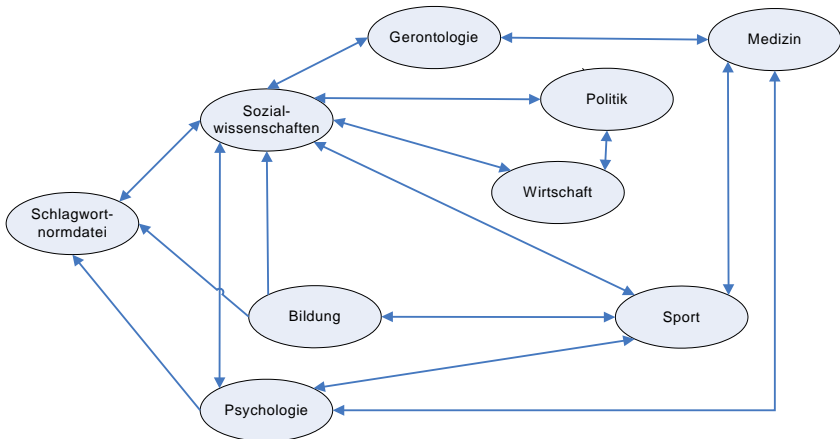 Gerontologie
Medizin
Sozial-
wissenschaften
Politik
Wirtschaft
Schlagwort-
normdatei
Bildung
Sport
Psychologie